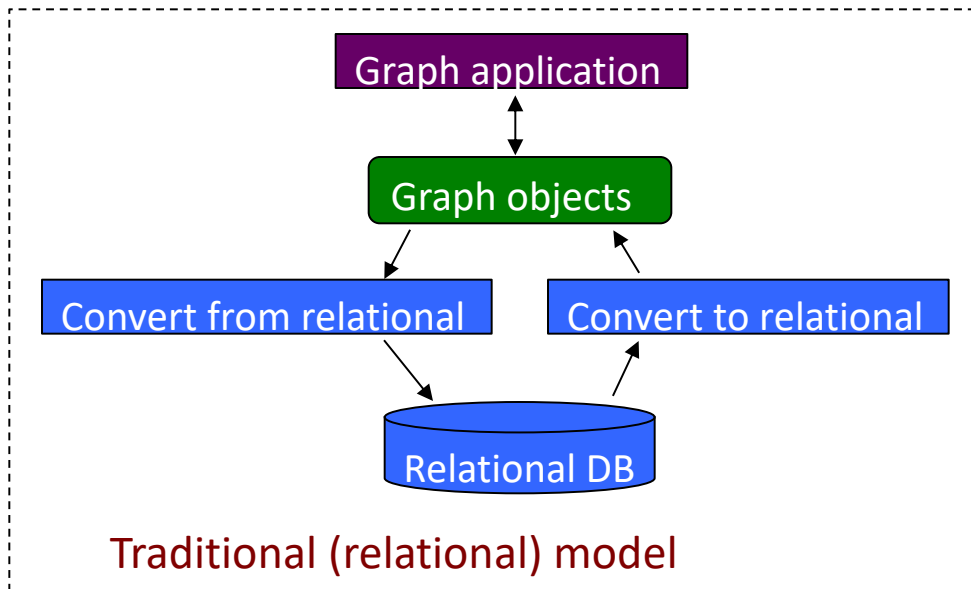 Graph application
Graph objects
Convert from relational
Convert to relational
Relational DB
Traditional (relational) model